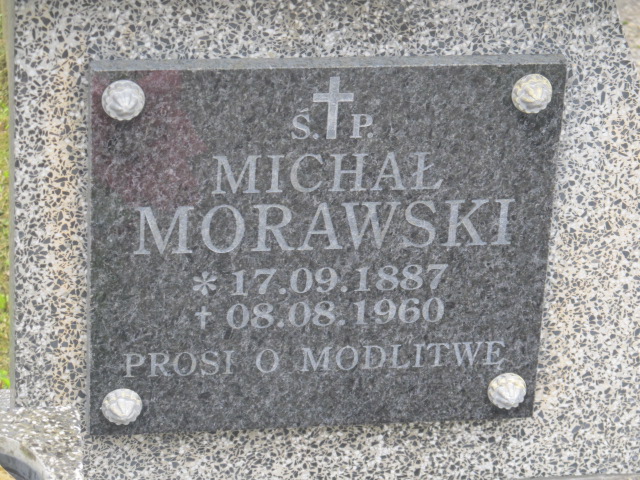 Ś. P.
MICHAŁ
MORAWSKI
* 17.09.1887
† 08.08.1960
PROSI O MODLITWĘ